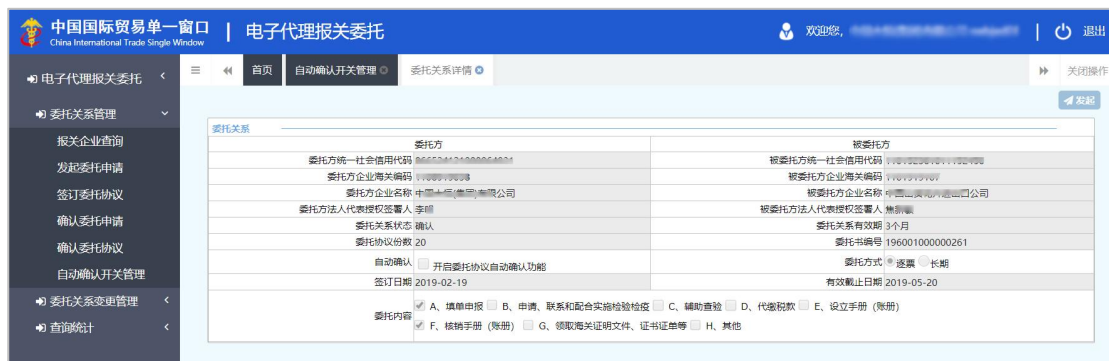 中国国际贸易单一窗口 | 电子代理报关委托
China International Trade Single Window
欢迎您,
退出
电子代理报关委托
首页 自动确认开关管理 委托关系详情
关闭操作
发起
委托关系管理
报关企业查询
发起委托申请
签订委托协议
确认委托申请
确认委托协议
自动确认开关管理
委托关系变更管理
查询统计
委托关系
委托方 被委托方
委托方统一社会信用代码 被委托方统一社会信用代码
委托方企业海关编码 被委托方企业海关编码
委托方企业名称 中 有限公司 被委托方企业名称 中 出口公司
委托方法人代表授权签署人 李 被委托方法人代表授权签署人 焦
委托关系状态 确认 委托关系有效期 3个月
委托协议份数 20 委托书编号 196001000000261
自动确认 开启委托协议自动确认功能 委托方式 逐票 长期
签订日期 2019-02-19 有效截止日期 2019-05-20
委托内容 A、填单申报 B、申请、联系和配合实施检验检疫 C、辅助查验 D、代缴税款 E、设立手册(账册)
F、核销手册(账册) G、领取海关证明文件、证书证单等 H、其他